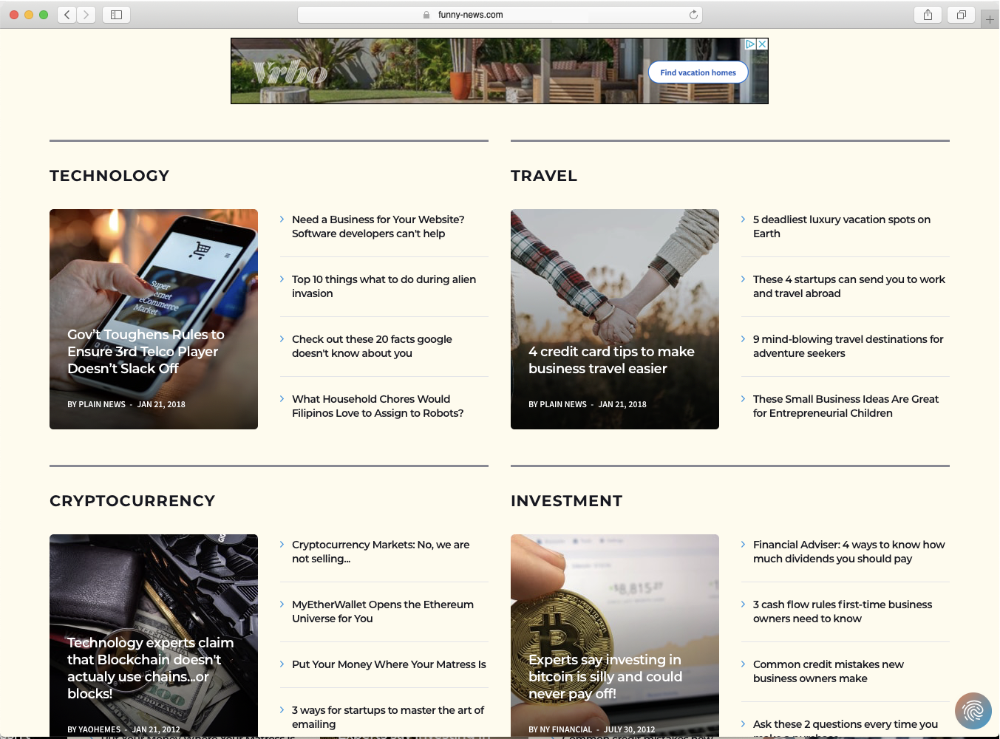 funny-news.com
Vrbo
Find vacation homes
TECHNOLOGY
Super
ernet
eCommerce
Market
Gov't Toughens Rules to
Ensure 3rd Telco Player
Doesn't Slack Off
BY PLAIN NEWS - JAN 21, 2018
Need a Business for Your Website?
Software developers can't help
Top 10 things what to do during alien
invasion
Check out these 20 facts google
doesn't know about you
What Household Chores Would
Filipinos Love to Assign to Robots?
TRAVEL
4 credit card tips to make
business travel easier
BY PLAIN NEWS - JAN 21, 2018
5 deadliest luxury vacation spots on
Earth
These 4 startups can send you to work
and travel abroad
9 mind-blowing travel destinations for
adventure seekers
These Small Business Ideas Are Great
for Entrepreneurial Children
CRYPTOCURRENCY
Technology experts claim
that Blockchain doesn't
actualy use chains...or
blocks!
BY YAOHEMES - JAN 21, 2012
Cryptocurrency Markets: No, we are
not selling...
MyEtherWallet Opens the Ethereum
Universe for You
Put Your Money Where Your Matress Is
3 ways for startups to master the art of
emailing
INVESTMENT
$8,815.27
Experts say investing in
bitcoin is silly and could
never pay off!
BY NY FINANCIAL - JULY 30, 2012
Financial Adviser: 4 ways to know how
much dividends you should pay
3 cash flow rules first-time business
owners need to know
Common credit mistakes new
business owners make
Ask these 2 questions every time you